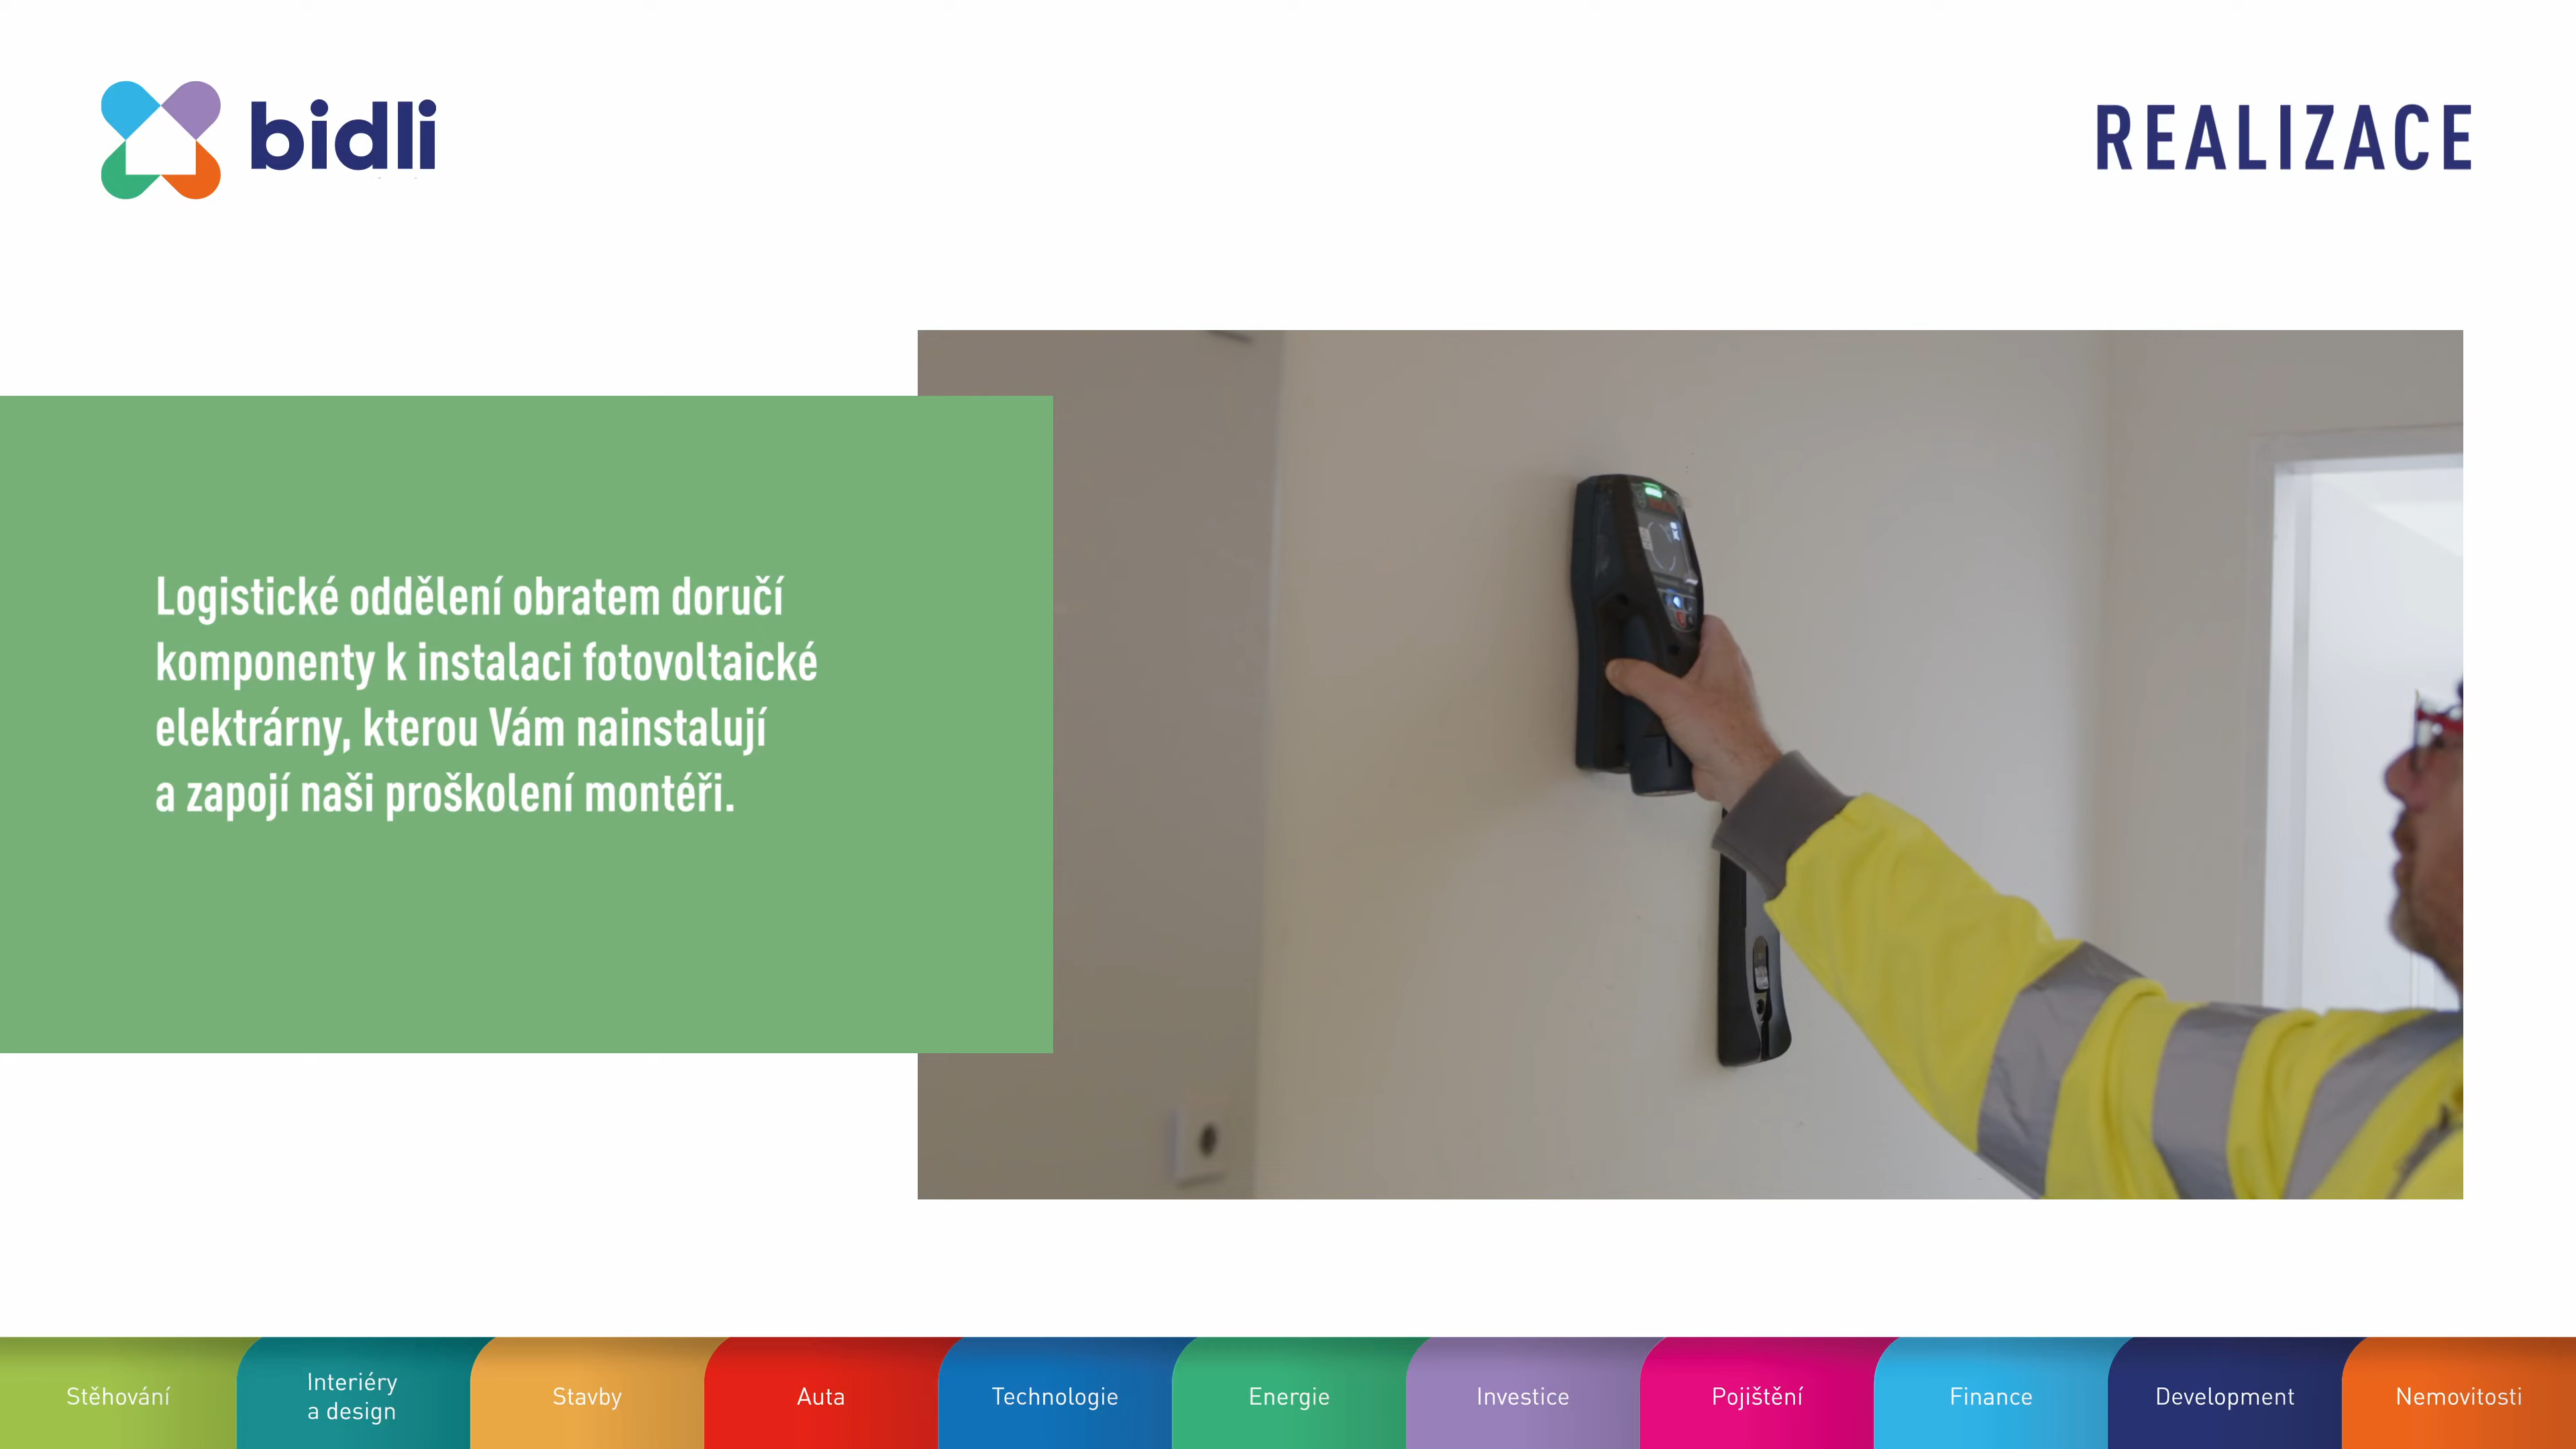 bidli
REALIZACE
Logistické oddělení obratem doručí
komponenty k instalaci fotovoltaické
elektrárny, kterou Vám nainstalují
a zapojí naši proškolení montéři.
Stěhování
Interiéry
a design
Stavby
Auta
Technologie
Energie
Investice
Pojištění
Finance
Development
Nemovitosti